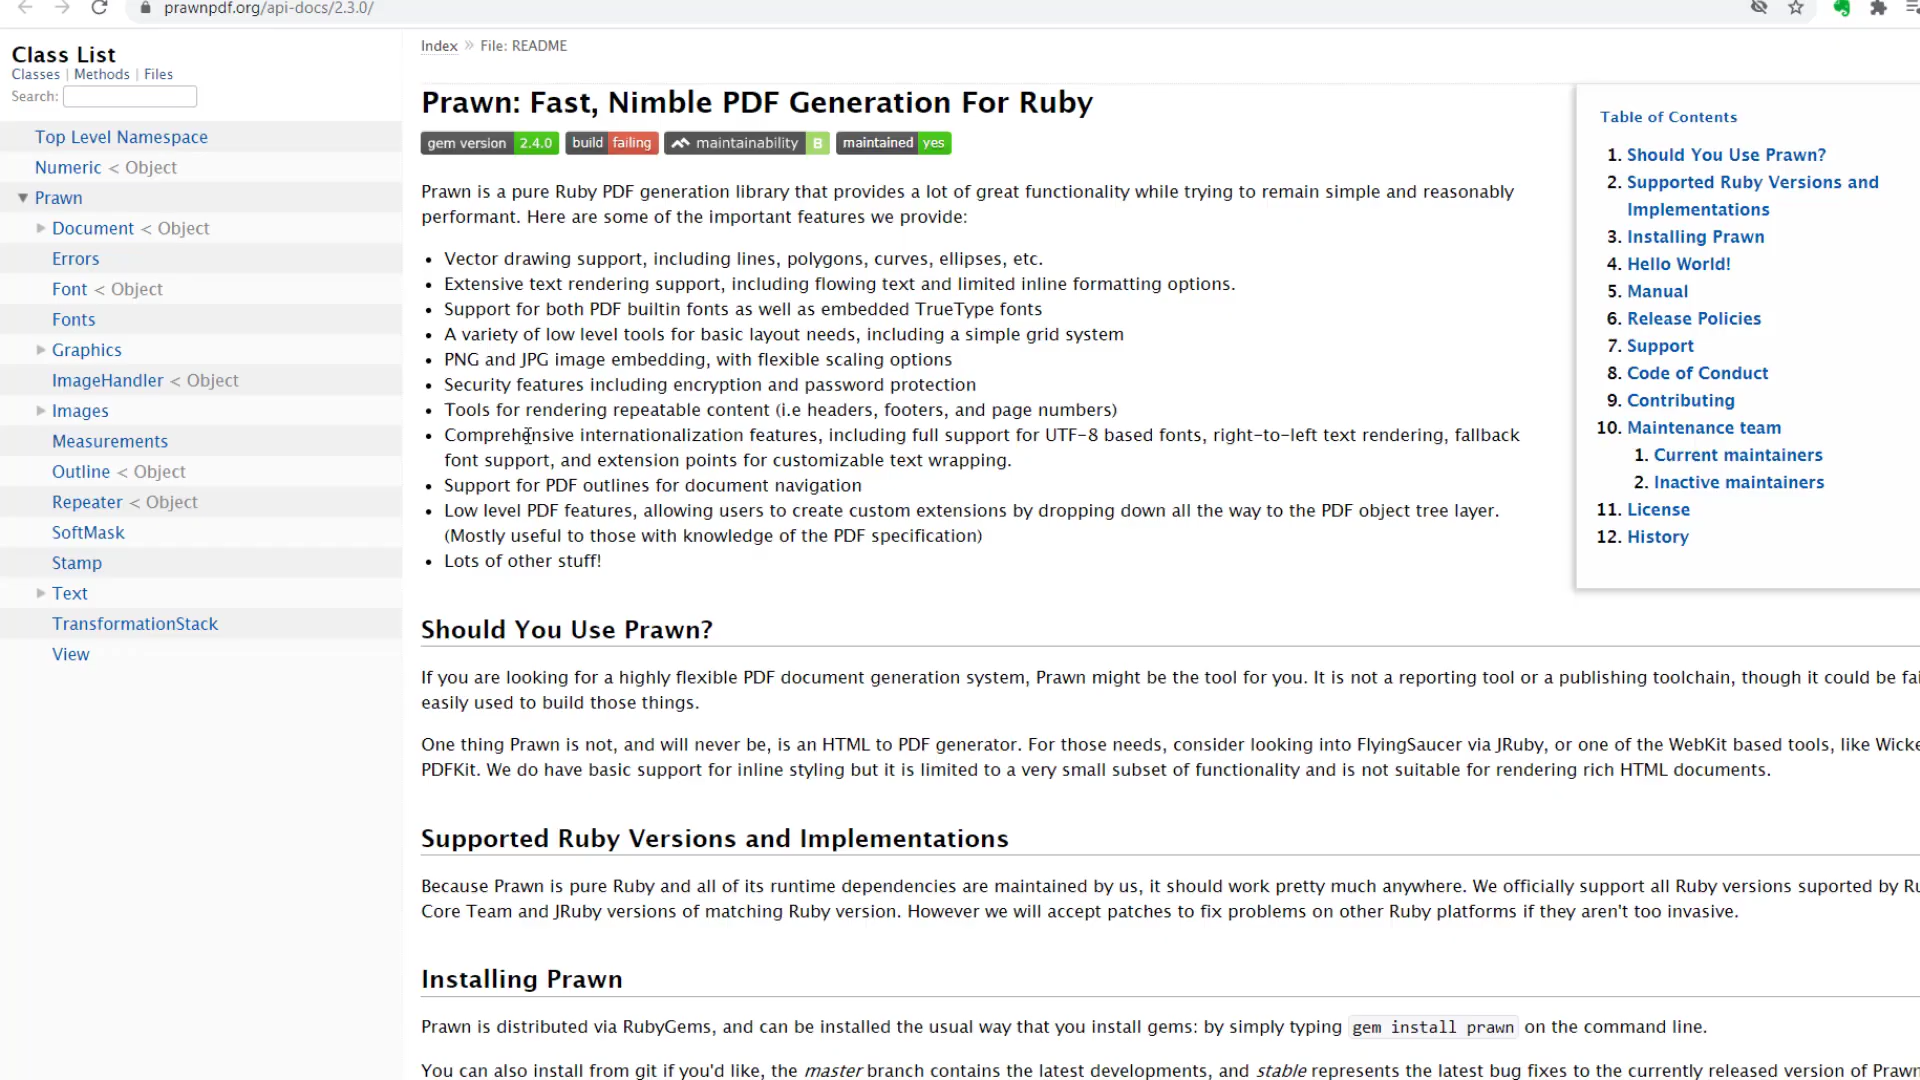 prawnpdf.org/api-docs/2.3.0/
Class List
Classes | Methods | Files
Search:
Top Level Namespace
Numeric < Object
▼ Prawn
▶ Document < Object
Errors
Font < Object
Fonts
▶ Graphics
ImageHandler < Object
▶ Images
Measurements
Outline < Object
Repeater < Object
SoftMask
Stamp
▶ Text
TransformationStack
View
Index » File: README
Prawn: Fast, Nimble PDF Generation For Ruby
gem version 2.4.0 build failing maintainability B maintained yes
Prawn is a pure Ruby PDF generation library that provides a lot of great functionality while trying to remain simple and reasonably
performant. Here are some of the important features we provide:
• Vector drawing support, including lines, polygons, curves, ellipses, etc.
• Extensive text rendering support, including flowing text and limited inline formatting options.
• Support for both PDF builtin fonts as well as embedded TrueType fonts
• A variety of low level tools for basic layout needs, including a simple grid system
• PNG and JPG image embedding, with flexible scaling options
• Security features including encryption and password protection
• Tools for rendering repeatable content (i.e headers, footers, and page numbers)
• Comprehensive internationalization features, including full support for UTF-8 based fonts, right-to-left text rendering, fallback
font support, and extension points for customizable text wrapping.
• Support for PDF outlines for document navigation
• Low level PDF features, allowing users to create custom extensions by dropping down all the way to the PDF object tree layer.
(Mostly useful to those with knowledge of the PDF specification)
• Lots of other stuff!
Table of Contents
1. Should You Use Prawn?
2. Supported Ruby Versions and
Implementations
3. Installing Prawn
4. Hello World!
5. Manual
6. Release Policies
7. Support
8. Code of Conduct
9. Contributing
10. Maintenance team
1. Current maintainers
2. Inactive maintainers
11. License
12. History
Should You Use Prawn?
If you are looking for a highly flexible PDF document generation system, Prawn might be the tool for you. It is not a reporting tool or a publishing toolchain, though it could be fai
easily used to build those things.
One thing Prawn is not, and will never be, is an HTML to PDF generator. For those needs, consider looking into FlyingSaucer via JRuby, or one of the WebKit based tools, like Wicke
PDFKit. We do have basic support for inline styling but it is limited to a very small subset of functionality and is not suitable for rendering rich HTML documents.
Supported Ruby Versions and Implementations
Because Prawn is pure Ruby and all of its runtime dependencies are maintained by us, it should work pretty much anywhere. We officially support all Ruby versions suported by Ru
Core Team and JRuby versions of matching Ruby version. However we will accept patches to fix problems on other Ruby platforms if they aren't too invasive.
Installing Prawn
Prawn is distributed via RubyGems, and can be installed the usual way that you install gems: by simply typing gem install prawn on the command line.
You can also install from git if you'd like, the master branch contains the latest developments, and stable represents the latest bug fixes to the currently released version of Prawn